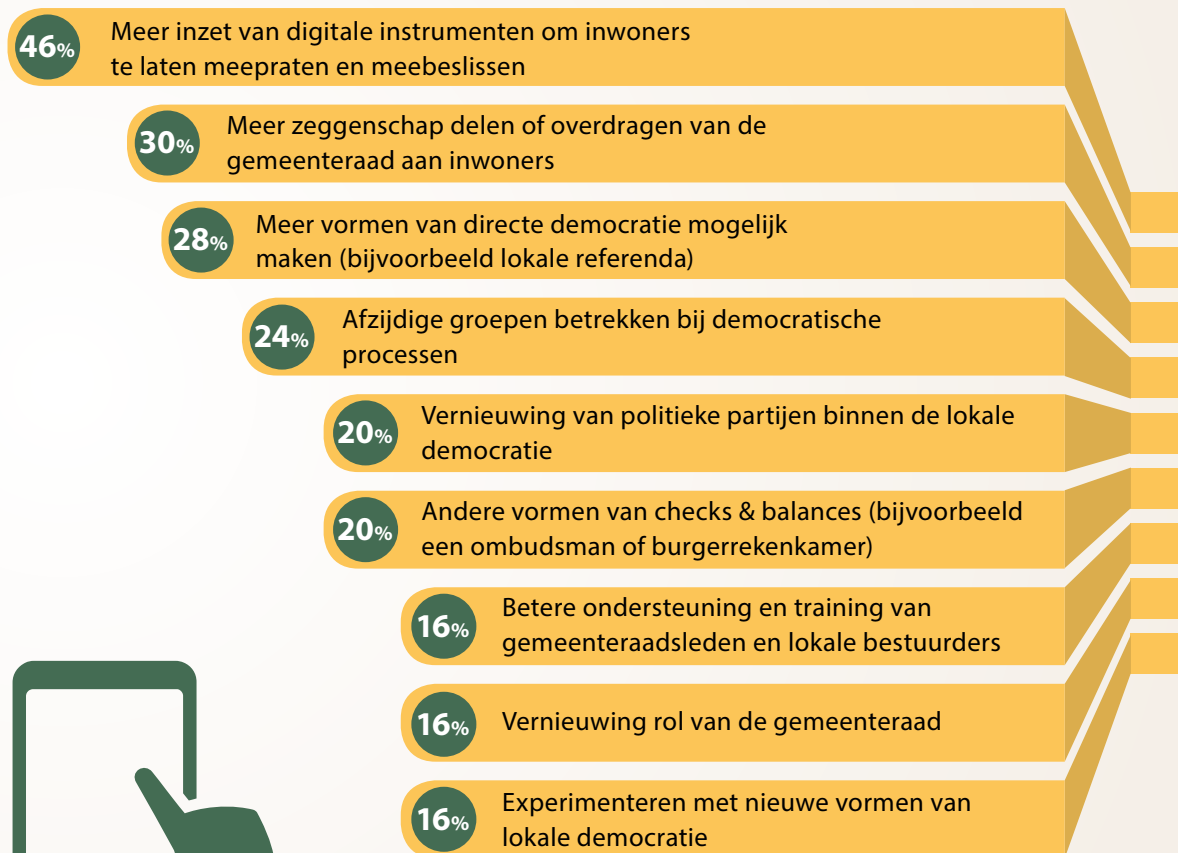 46%
Meer inzet van digitale instrumenten om inwoners
te laten meepraten en meebeslissen
30%
Meer zeggenschap delen of overdragen van de
gemeenteraad aan inwoners
28%
Meer vormen van directe democratie mogelijk
maken (bijvoorbeeld lokale referenda)
24%
Afzijdige groepen betrekken bij democratische
processen
20%
Vernieuwing van politieke partijen binnen de lokale
democratie
20%
Andere vormen van checks & balances (bijvoorbeeld
een ombudsman of burgerrekenkamer)
16%
Betere ondersteuning en training van
gemeenteraadsleden en lokale bestuurders
16%
Vernieuwing rol van de gemeenteraad
16%
Experimenteren met nieuwe vormen van
lokale democratie